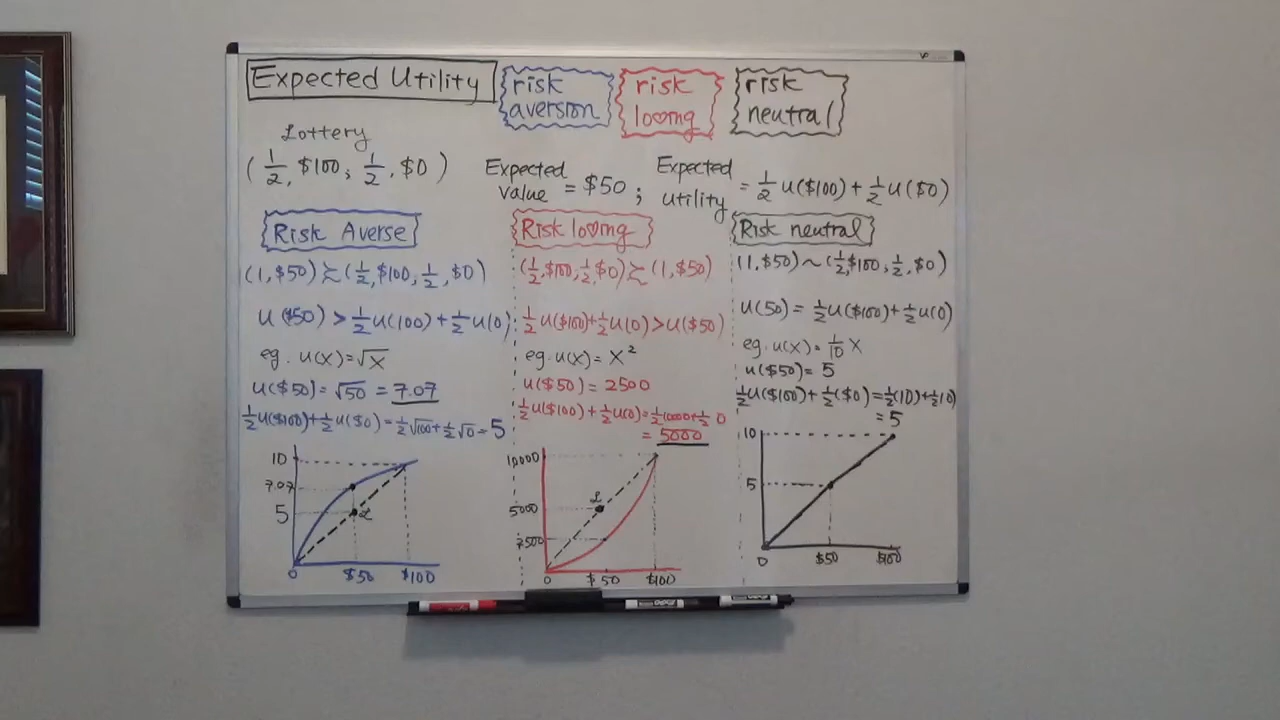 Expected Utility
risk
aversion
risk
loving
risk
neutral
Lottery
(1/2, $100; 1/2, $0)
Expected
value = $50 ;
Expected
utility = 1/2 u($100) + 1/2 u($0)
Risk Averse
(1, $50) ≿ (1/2, $100; 1/2, $0)
u($50) > 1/2 u(100) + 1/2 u(0)
eg. u(x) = √x
u($50) = √50 = 7.07
1/2 u($100) + 1/2 u($0) = 1/2 √100 + 1/2 √0 = 5
10
7.07
5
L
0
$50
$100
Risk loving
(1/2, $100, 1/2, $0) ≿ (1, $50)
1/2 u($100) + 1/2 u(0) > u($50)
eg. u(x) = x²
u($50) = 2500
1/2 u($100) + 1/2 u(0) = 1/2 10000 + 1/2 0
= 5000
10000
L
5000
2500
0
$50
$100
Risk neutral
(1, $50) ~ (1/2, $100; 1/2, $0)
u(50) = 1/2 u($100) + 1/2 u(0)
eg. u(x) = 1/10 x
u($50) = 5
1/2 u($100) + 1/2 ($0) = 1/2(10) + 1/2(0)
= 5
10
5
0
$50
$100